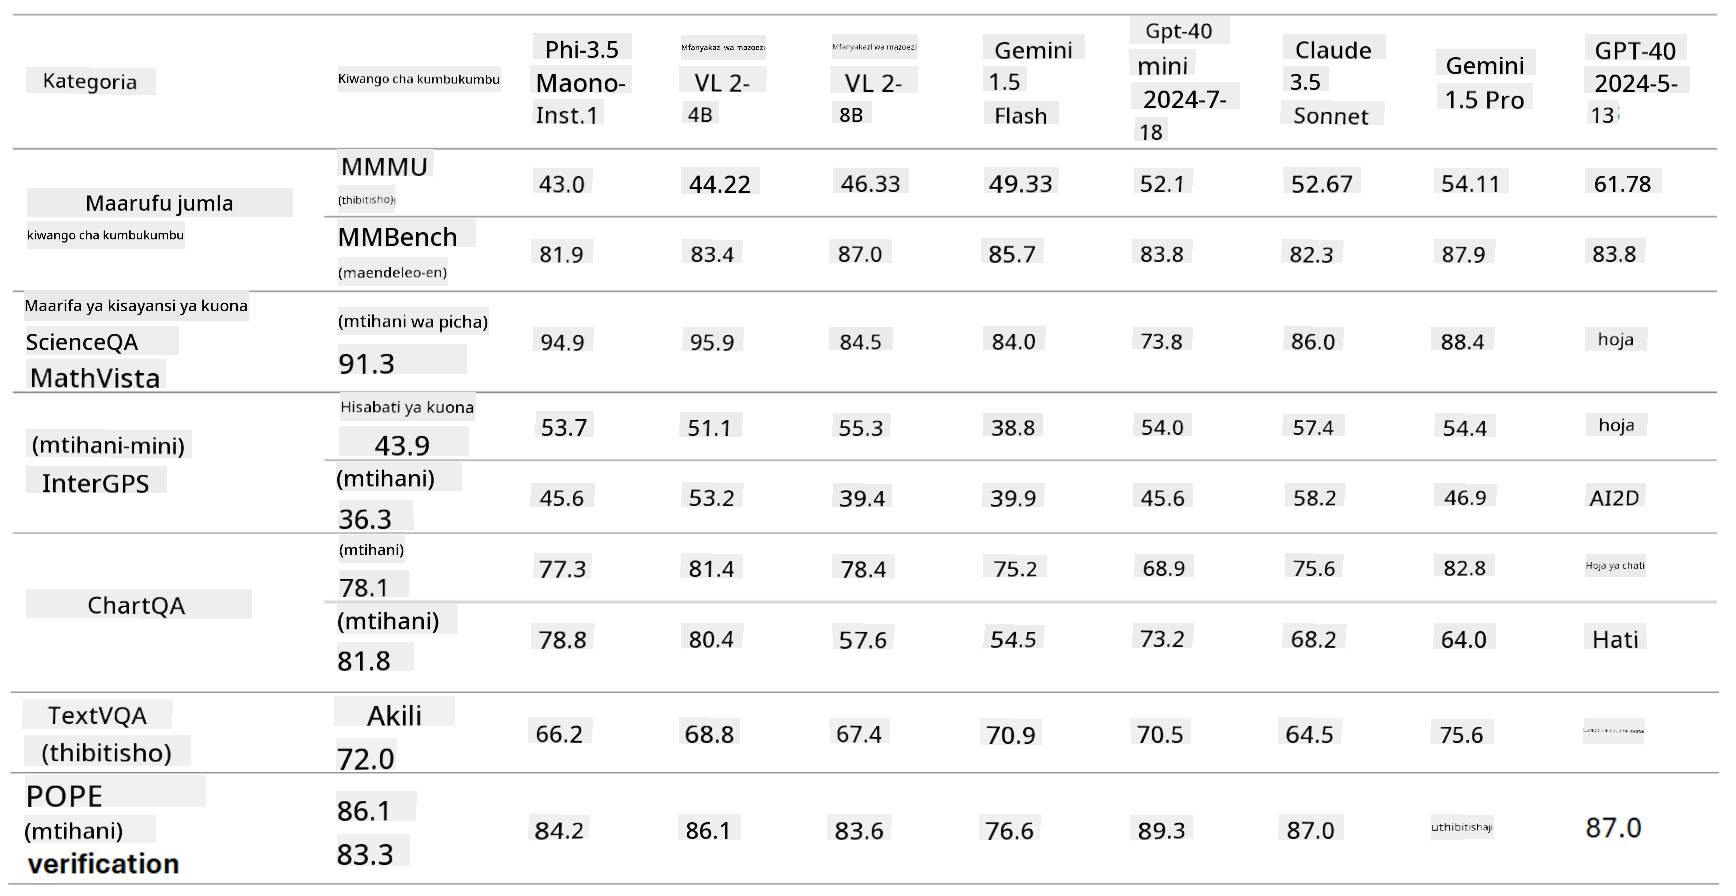 Kategoria
Kiwango cha kumbukumbu
Phi-3.5
Maono-
Inst.1
Mfanyakazi wa mazoezi
VL 2-
4B
Mfanyakazi wa mazoezi
VL 2-
8B
Gemini
1.5
Flash
Gpt-40
mini
2024-7-
18
Claude
3.5
Sonnet
Gemini
1.5 Pro
GPT-40
2024-5-
13
Maarufu jumla
kiwango cha kumbukumbu
MMMU
(thibitisho)
43.0 44.22 46.33 49.33 52.1 52.67 54.11 61.78
MMBench
(maendeleo-en)
81.9 83.4 87.0 85.7 83.8 82.3 87.9 83.8
Maarifa ya kisayansi ya kuona
ScienceQA
MathVista
(mtihani wa picha)
91.3
94.9 95.9 84.5 84.0 73.8 86.0 88.4 hoja
(mtihani-mini)
InterGPS
Hisabati ya kuona
43.9
53.7 51.1 55.3 38.8 54.0 57.4 54.4 hoja
(mtihani)
36.3
45.6 53.2 39.4 39.9 45.6 58.2 46.9 AI2D
ChartQA
(mtihani)
78.1
77.3 81.4 78.4 75.2 68.9 75.6 82.8 Hoja ya chati
(mtihani)
81.8
78.8 80.4 57.6 54.5 73.2 68.2 64.0 Hati
TextVQA
(thibitisho)
Akili
72.0
66.2 68.8 67.4 70.9 70.5 64.5 75.6
POPE
(mtihani)
verification
86.1
83.3
84.2 86.1 83.6 76.6 89.3 87.0 uthibitishaji 87.0